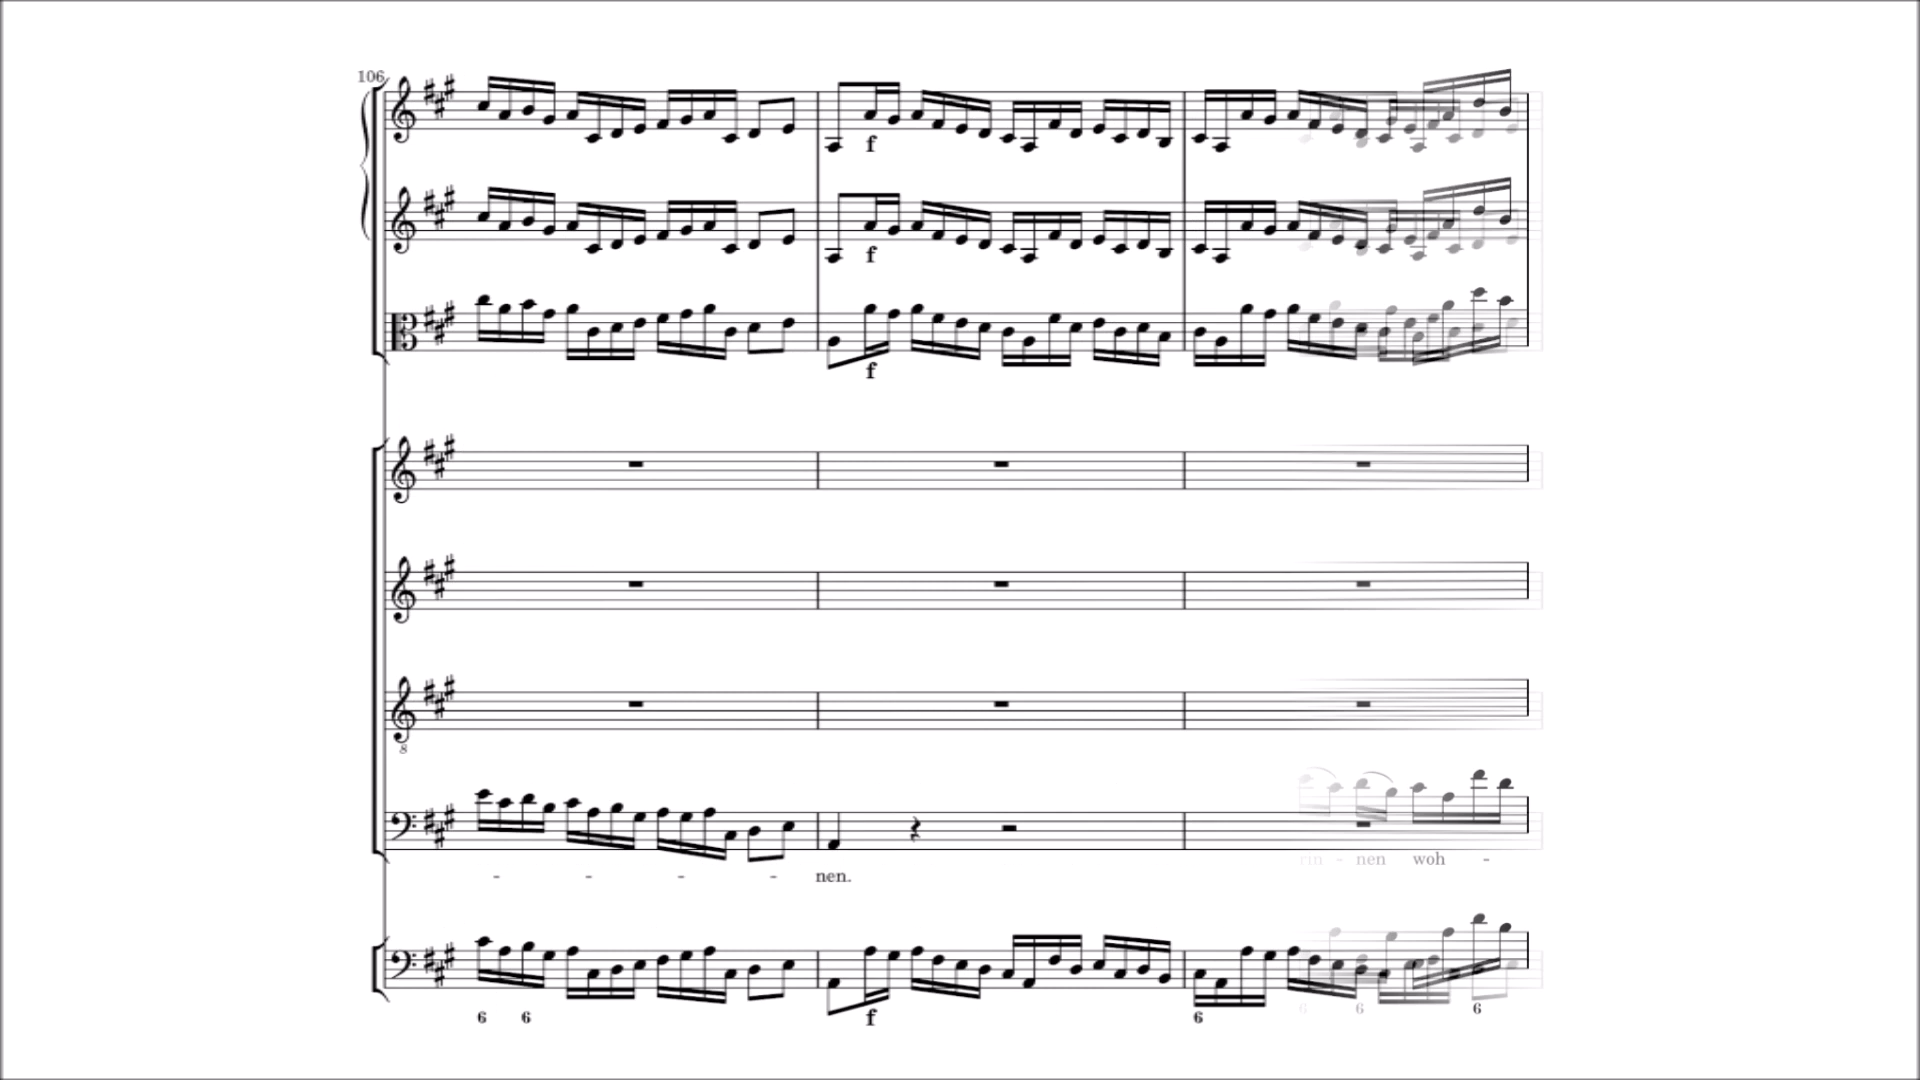 106
f
f
f
8
rin - nen woh -
- - - - nen.
6 6 f 6 6 6 6